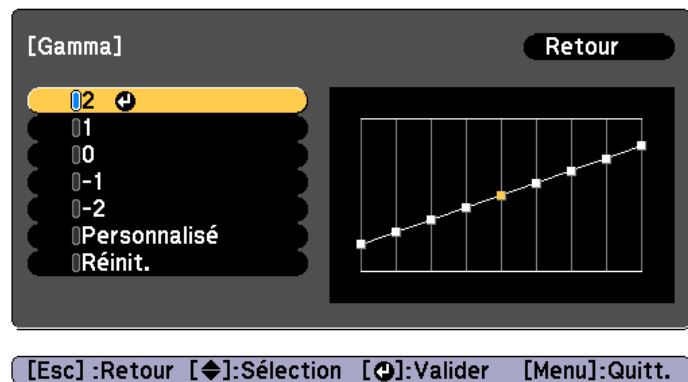 [Gamma]
Retour
2
1
0
-1
-2
Personnalisé
Réinit.
[Esc] :Retour [◆]:Sélection [↵]:Valider [Menu]:Quitt.